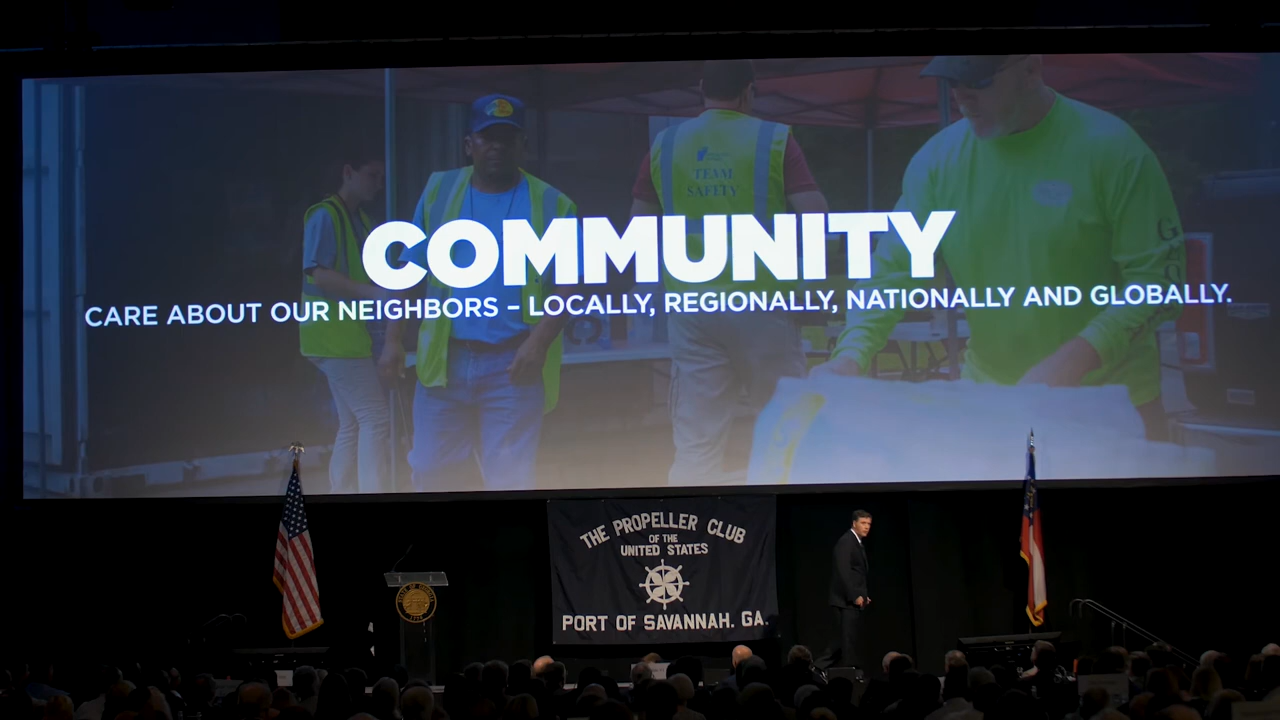 TEAM
SAFETY
COMMUNITY
CARE ABOUT OUR NEIGHBORS – LOCALLY, REGIONALLY, NATIONALLY AND GLOBALLY.
THE PROPELLER CLUB
OF THE
UNITED STATES
PORT OF SAVANNAH. GA.